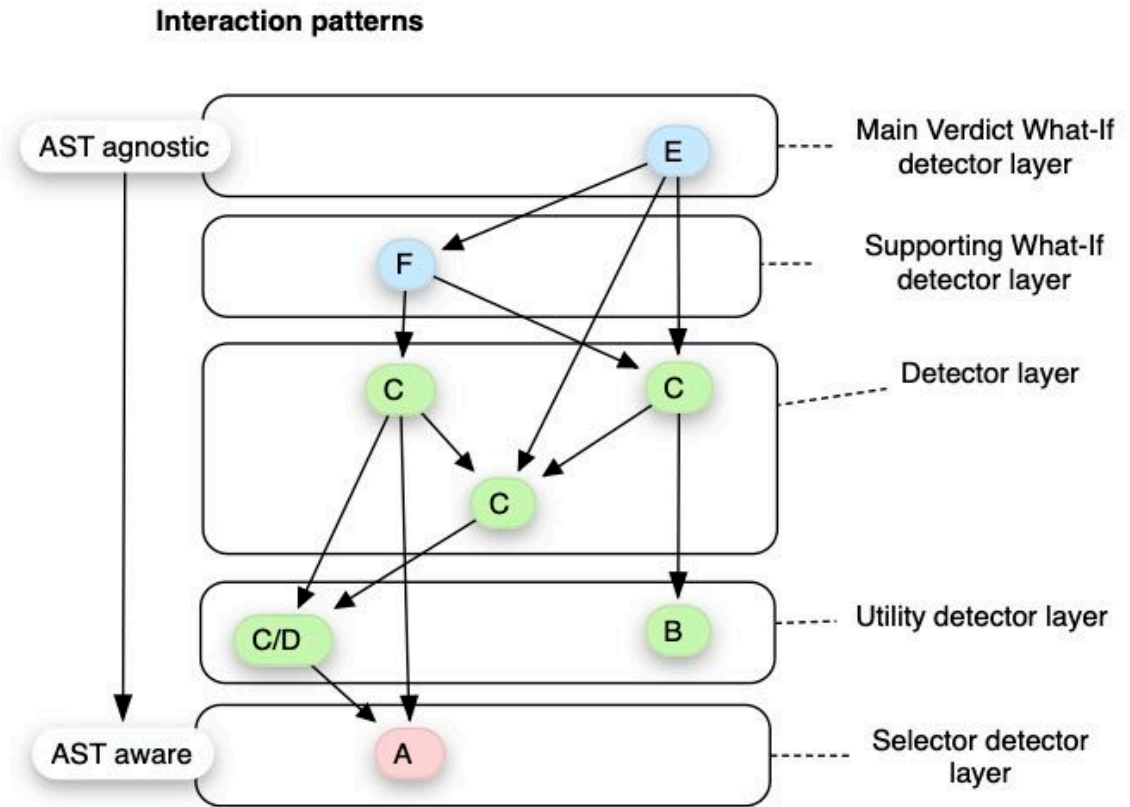 Interaction patterns
AST agnostic
E
Main Verdict What-If
detector layer
F
Supporting What-If
detector layer
C
C
Detector layer
C
C/D
B
Utility detector layer
AST aware
A
Selector detector
layer